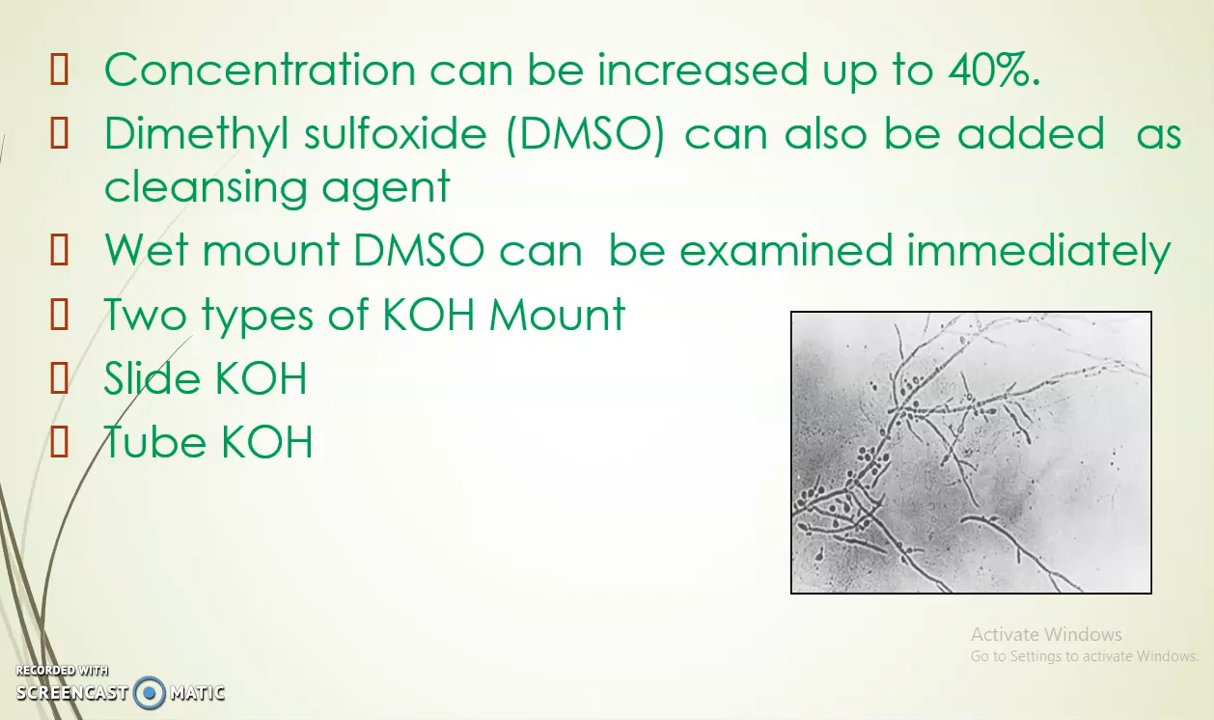 Concentration can be increased up to 40%.
Dimethyl sulfoxide (DMSO) can also be added as
cleansing agent
Wet mount DMSO can be examined immediately
Two types of KOH Mount
Slide KOH
Tube KOH
Activate Windows
Go to Settings to activate Windows.
RECORDED WITH
SCREENCAST MATIC